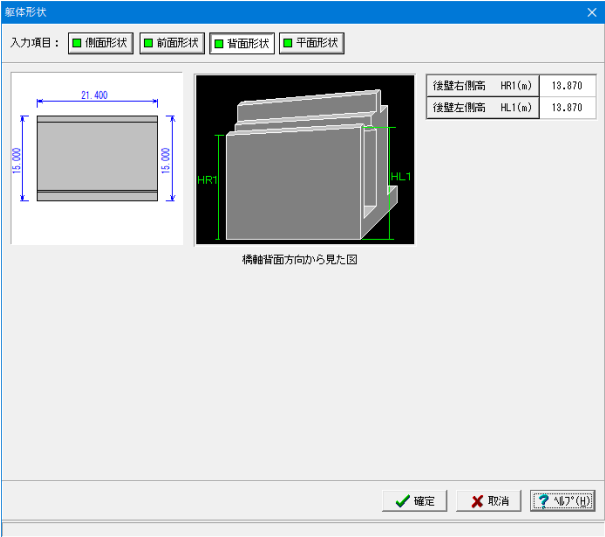 躯体形状
入力項目： 側面形状 前面形状 背面形状 平面形状
21.400
15.000
15.000
HR1
HL1
橋軸背面方向から見た図
後壁右側高 HR1(m) 13.870
後壁左側高 HL1(m) 13.870
確定 取消 ヘルプ(H)